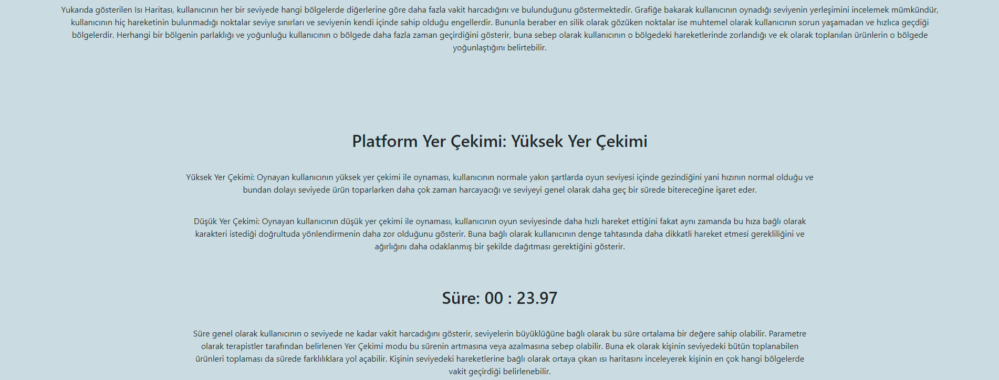 Yukarıda gösterilen Isı Haritası, kullanıcının her bir seviyede hangi bölgelerde diğerlerine göre daha fazla vakit harcadığını ve bulunduğunu göstermektedir. Grafiğe bakarak kullanıcının oynadığı seviyenin yerleşimini incelemek mümkündür,
kullanıcının hiç hareketinin bulunmadığı noktalar seviye sınırları ve seviyenin kendi içinde sahip olduğu engellerdir. Bununla beraber en silik olarak gözüken noktalar ise muhtemel olarak kullanıcının sorun yaşamadan ve hızlıca geçdiği
bölgelerdir. Herhangi bir bölgenin parlaklığı ve yoğunluğu kullanıcının o bölgede daha fazla zaman geçirdiğini gösterir, buna sebep olarak kullanıcının o bölgedeki hareketlerinde zorlandığı ve ek olarak toplanılan ürünlerin o bölgede
yoğunlaştığını belirtebilir.
Platform Yer Çekimi: Yüksek Yer Çekimi
Yüksek Yer Çekimi: Oynayan kullanıcının yüksek yer çekimi ile oynaması, kullanıcının normale yakın şartlarda oyun seviyesi içinde gezindiğini yani hızının normal olduğu ve
bundan dolayı seviyede ürün toparlarken daha çok zaman harcayacığı ve seviyeyi genel olarak daha geç bir sürede bitereceğine işaret eder.
Düşük Yer Çekimi: Oynayan kullanıcının düşük yer çekimi ile oynaması, kullanıcının oyun seviyesinde daha hızlı hareket ettiğini fakat aynı zamanda bu hıza bağlı olarak
karakteri istediği doğrultuda yönlendirmenin daha zor olduğunu gösterir. Buna bağlı olarak kullanıcının denge tahtasında daha dikkatli hareket etmesi gerekliliğini ve
ağırlığını daha odaklanmış bir şekilde dağıtması gerektiğini gösterir.
Süre: 00 : 23.97
Süre genel olarak kullanıcının o seviyede ne kadar vakit harcadığını gösterir, seviyelerin büyüklüğüne bağlı olarak bu süre ortalama bir değere sahip olabilir. Parametre
olarak terapistler tarafından belirlenen Yer Çekimi modu bu sürenin artmasına veya azalmasına sebep olabilir. Buna ek olarak kişinin seviyedeki bütün toplanabilen
ürünleri toplaması da sürede farklılıklara yol açabilir. Kişinin seviyedeki hareketlerine bağlı olarak ortaya çıkan ısı haritasını inceleyerek kişinin en çok hangi bölgelerde
vakit geçirdiği belirlenebilir.